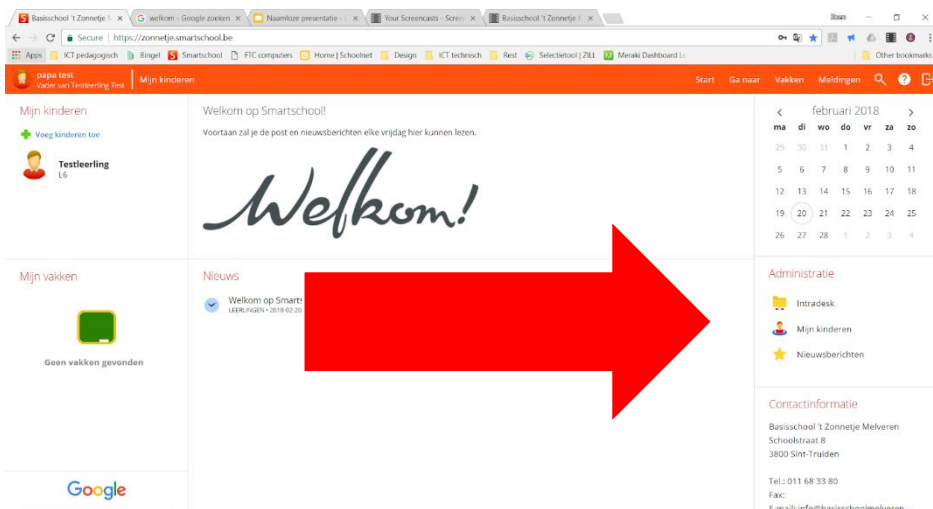 Basisschool 't Zonnetje
welkom - Google zoeken
Naamloze presentatie -
Your Screencasts - Screen
Basisschool 't Zonnetje
Secure | https://zonnetje.smartschool.be
Apps ICT pedagogisch Bingel Smartschool FTC computers Home | Schoolnet Design ICT technisch Rest Selectietool | ZILL Meraki Dashboard Lo Other bookmarks
papa test
Vader van Testleerling Test
Mijn kinderen
Start Ga naar Vakken Meldingen
Mijn kinderen
Voeg kinderen toe
Testleerling
L6
Welkom op Smartschool!
Voortaan zal je de post en nieuwsberichten elke vrijdag hier kunnen lezen.
Welkom!
februari 2018
ma di wo do vr za zo
29 30 31 1 2 3 4
5 6 7 8 9 10 11
12 13 14 15 16 17 18
19 20 21 22 23 24 25
26 27 28 1 2 3 4
Mijn vakken
Geen vakken gevonden
Nieuws
Welkom op Smarts
LEERLINGEN • 2018-02-20
Administratie
Intradesk
Mijn kinderen
Nieuwsberichten
Contactinformatie
Basisschool 't Zonnetje Melveren
Schoolstraat 8
3800 Sint-Truiden
Tel.: 011 68 33 80
Fax:
E-mail: info@basisschoolmelveren
Google